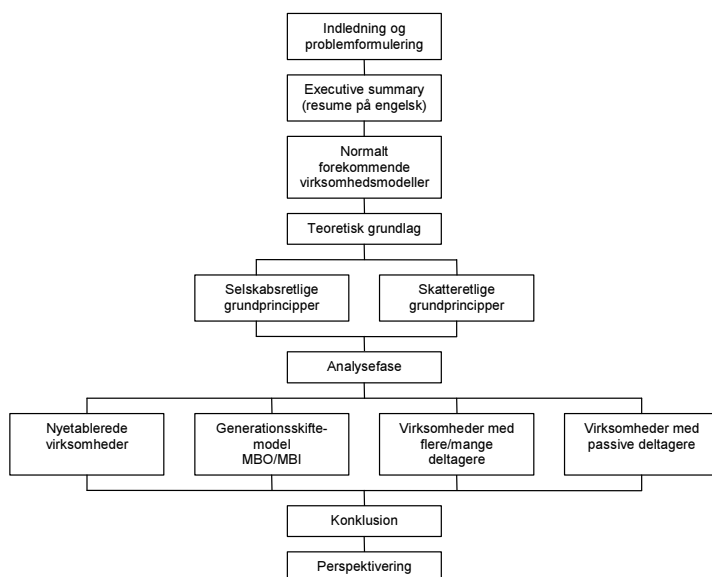 Indledning og
problemformulering
Executive summary
(resume på engelsk)
Normalt
forekommende
virksomhedsmodeller
Teoretisk grundlag
Selskabsretlige
grundprincipper
Skatteretlige
grundprincipper
Analysefase
Nyetablerede
virksomheder
Generationsskifte-
model
MBO/MBI
Virksomheder med
flere/mange
deltagere
Virksomheder med
passive deltagere
Konklusion
Perspektivering